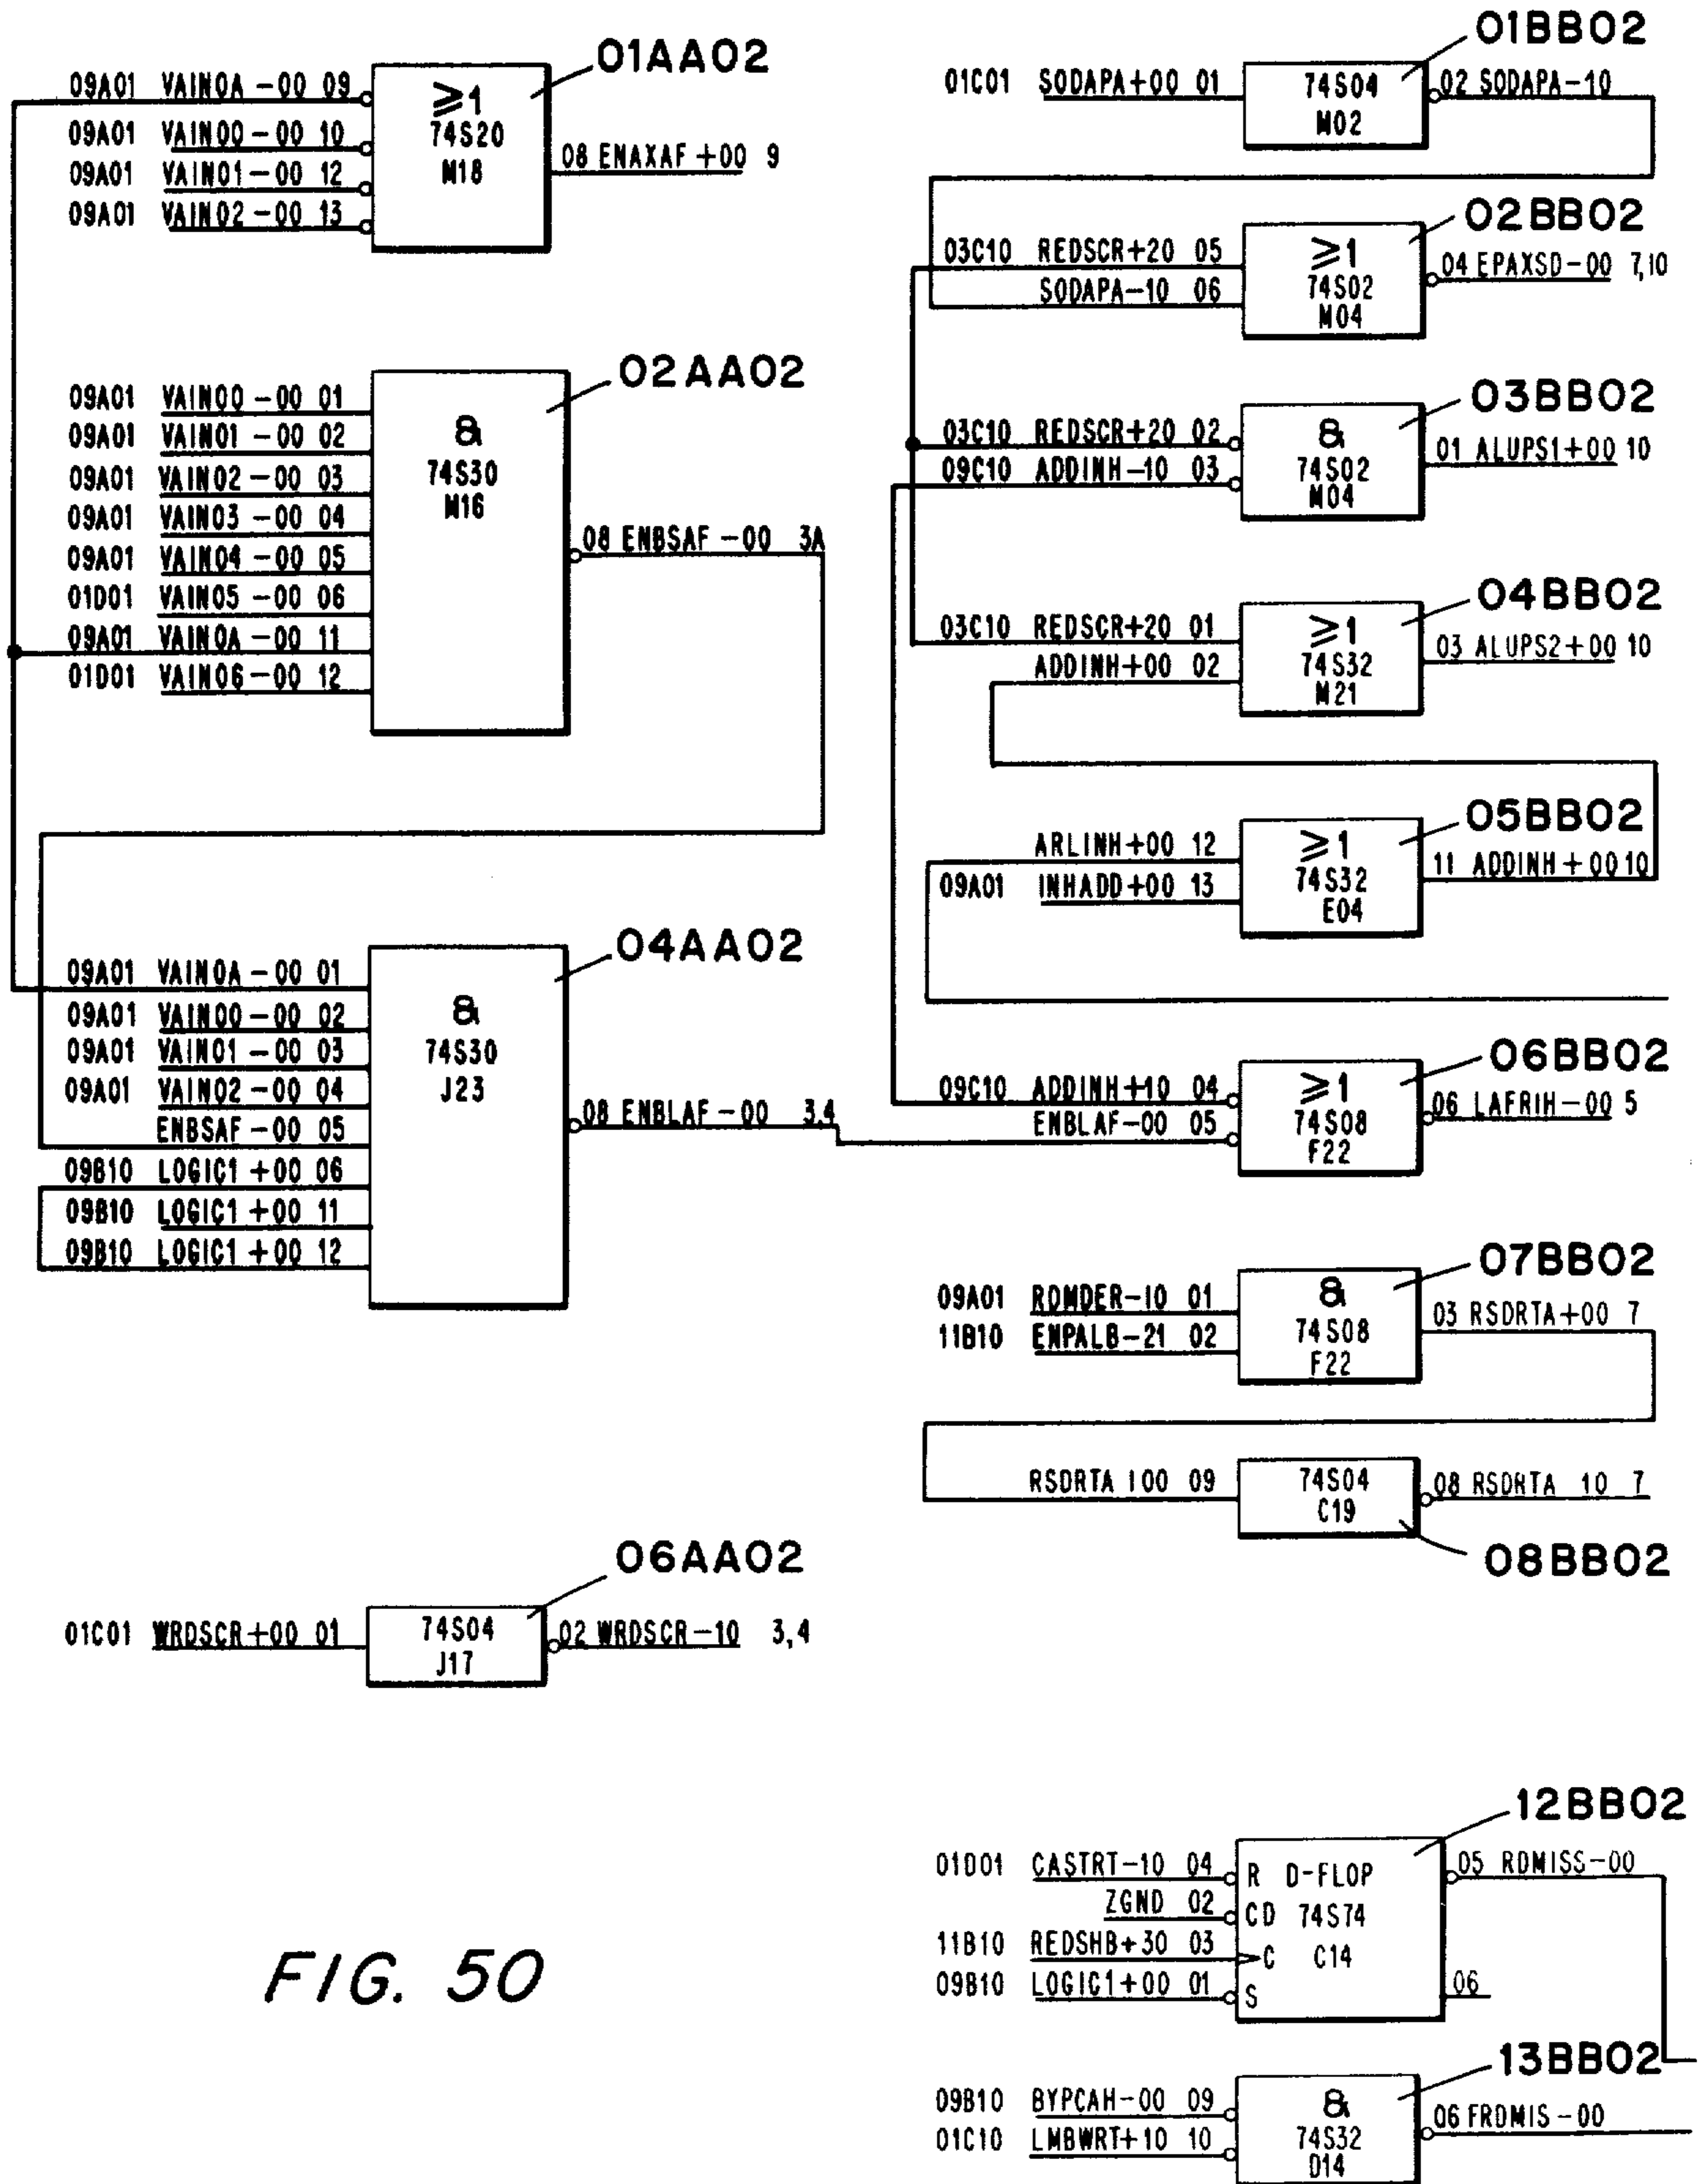 01AA02
09A01 VAIN0A-00 09
09A01 VAIN00-00 10
09A01 VAIN01-00 12
09A01 VAIN02-00 13
≥1
74S20
M18
08 ENAXAF+00 9
02AA02
09A01 VAIN00-00 01
09A01 VAIN01-00 02
09A01 VAIN02-00 03
09A01 VAIN03-00 04
09A01 VAIN04-00 05
01D01 VAIN05-00 06
09A01 VAIN0A-00 11
01D01 VAIN06-00 12
&
74S30
M16
08 ENBSAF-00 3A
04AA02
09A01 VAIN0A-00 01
09A01 VAIN00-00 02
09A01 VAIN01-00 03
09A01 VAIN02-00 04
ENBSAF-00 05
09B10 LOGIC1+00 06
09B10 LOGIC1+00 11
09B10 LOGIC1+00 12
&
74S30
J23
08 ENBLAF-00 3,4
06AA02
01C01 WRDSCR+00 01
74S04
J17
02 WRDSCR-10 3,4
01BB02
01C01 SODAPA+00 01
74S04
M02
02 SODAPA-10
02BB02
03C10 REDSCR+20 05
SODAPA-10 06
≥1
74S02
M04
04 EPAXSD-00 7,10
03BB02
03C10 REDSCR+20 02
09C10 ADDINH-10 03
&
74S02
M04
01 ALUPS1+00 10
04BB02
03C10 REDSCR+20 01
ADDINH+00 02
≥1
74S32
M21
03 ALUPS2+00 10
05BB02
ARLINH+00 12
09A01 INHADD+00 13
≥1
74S32
E04
11 ADDINH+00 10
06BB02
09C10 ADDINH+10 04
ENBLAF-00 05
≥1
74S08
F22
06 LAFRIH-00 5
07BB02
09A01 RDMDER-10 01
11B10 ENPALB-21 02
&
74S08
F22
03 RSDRTA+00 7
RSDRTA 100 09
74S04
C19
08 RSDRTA 10 7
08BB02
12BB02
01D01 CASTRT-10 04
ZGND 02
11B10 REDSHB+30 03
09B10 LOGIC1+00 01
R D-FLOP
CD 74S74
C C14
S
05 RDMISS-00
06
13BB02
09B10 BYPCAH-00 09
01C10 LMBWRT+10 10
&
74S32
D14
06 FRDMIS-00
FIG. 50